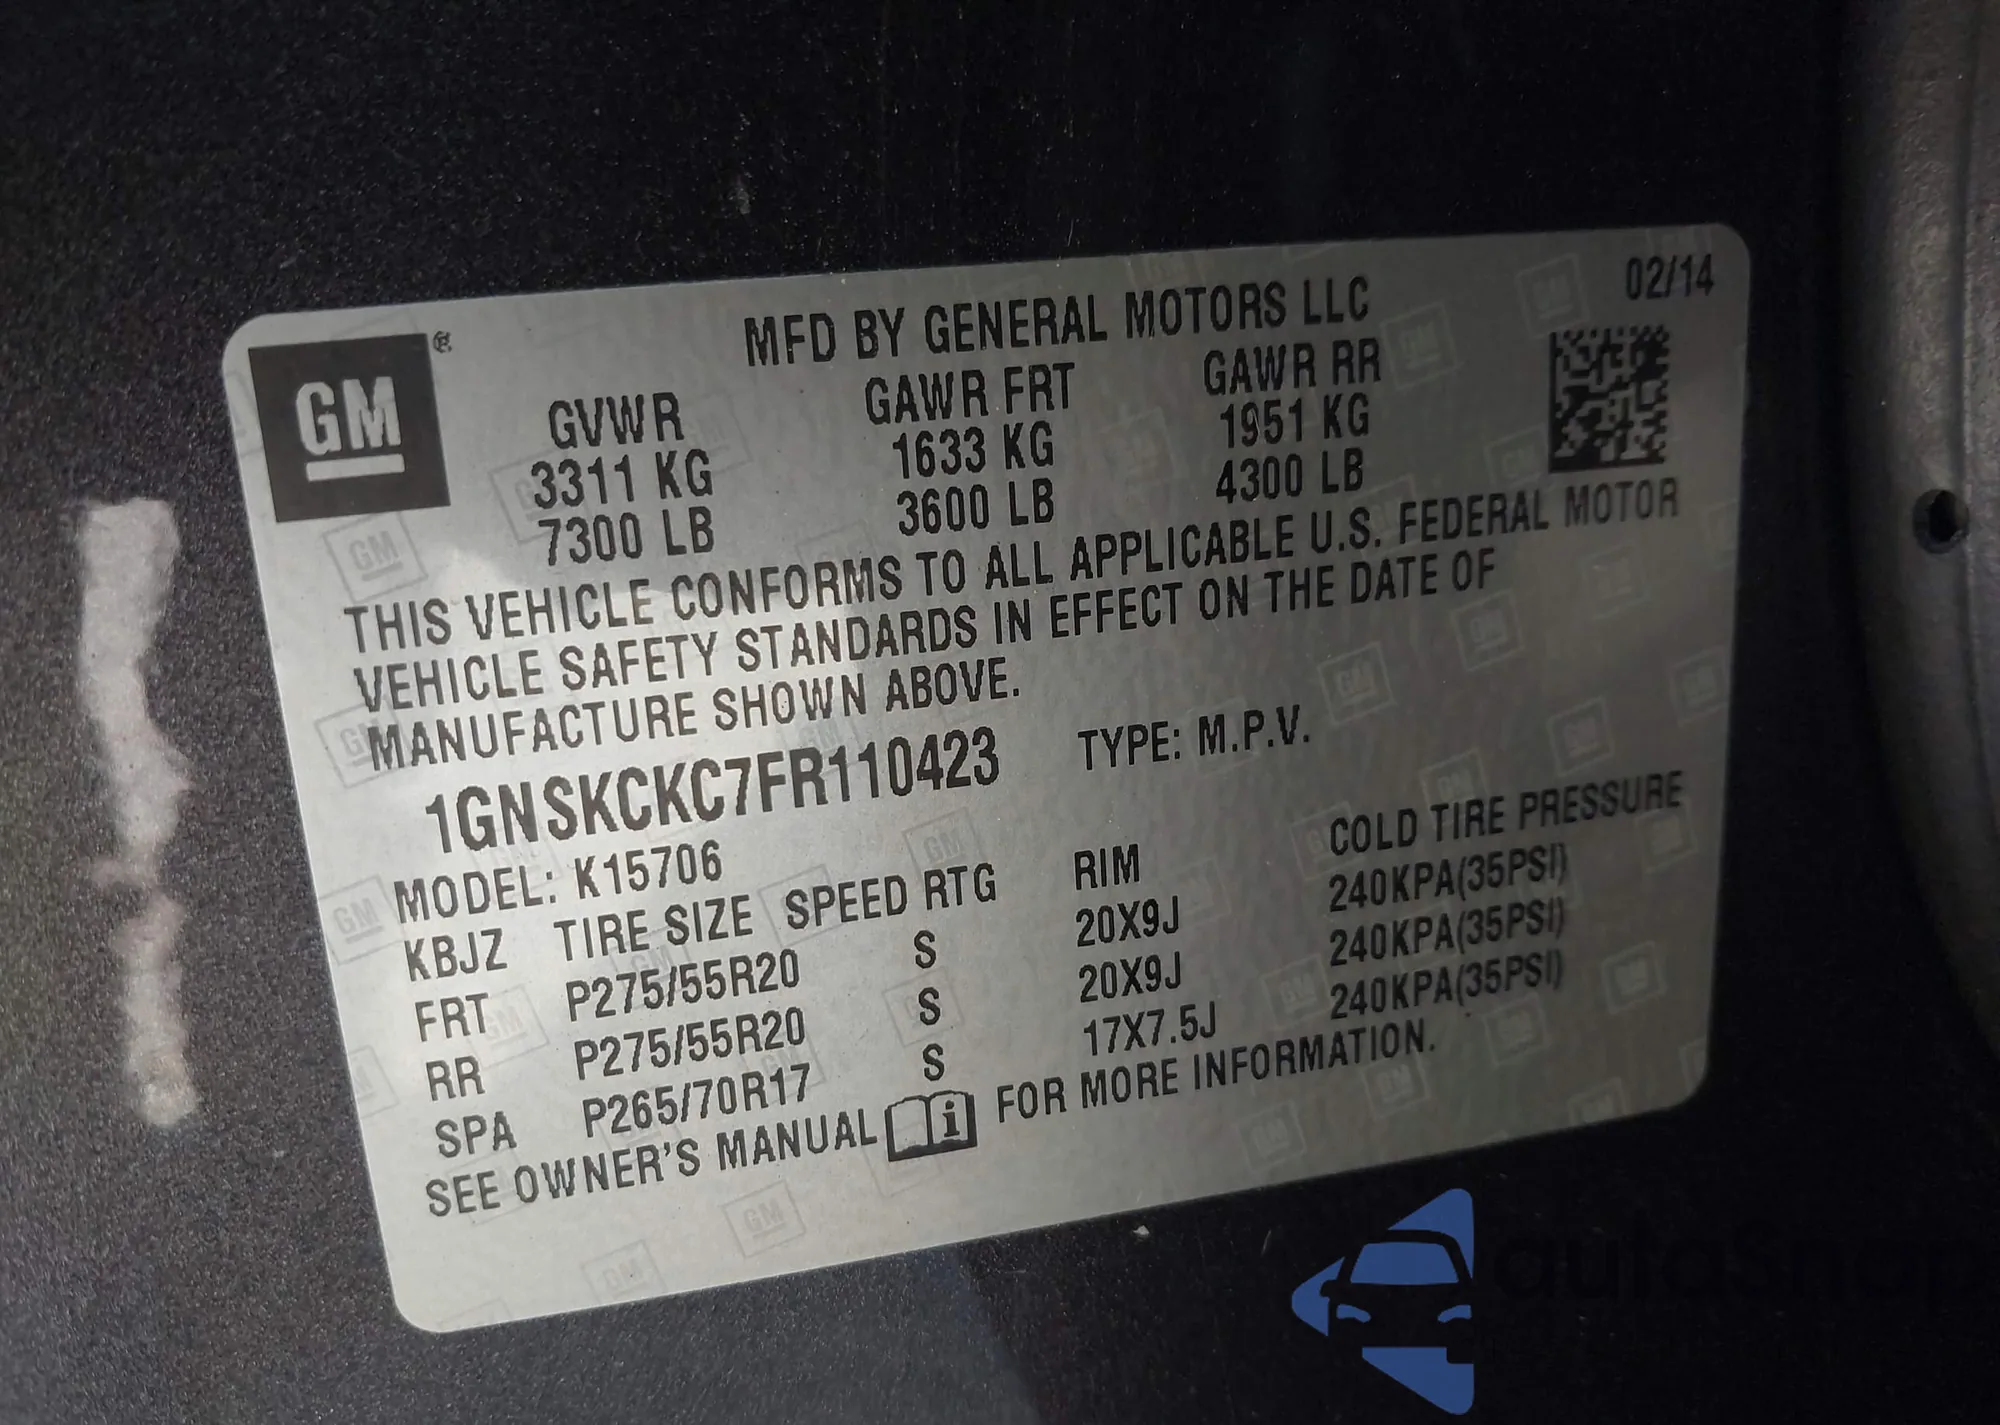 02/14
MFD BY GENERAL MOTORS LLC
GM ®
GVWR GAWR FRT GAWR RR
3311 KG 1633 KG 1951 KG
7300 LB 3600 LB 4300 LB
THIS VEHICLE CONFORMS TO ALL APPLICABLE U.S. FEDERAL MOTOR
VEHICLE SAFETY STANDARDS IN EFFECT ON THE DATE OF
MANUFACTURE SHOWN ABOVE.
1GNSKCKC7FR110423 TYPE: M.P.V.
MODEL: K15706
KBJZ TIRE SIZE SPEED RTG RIM COLD TIRE PRESSURE
FRT P275/55R20 S 20X9J 240KPA(35PSI)
RR P275/55R20 S 20X9J 240KPA(35PSI)
SPA P265/70R17 S 17X7.5J 240KPA(35PSI)
SEE OWNER'S MANUAL i FOR MORE INFORMATION.